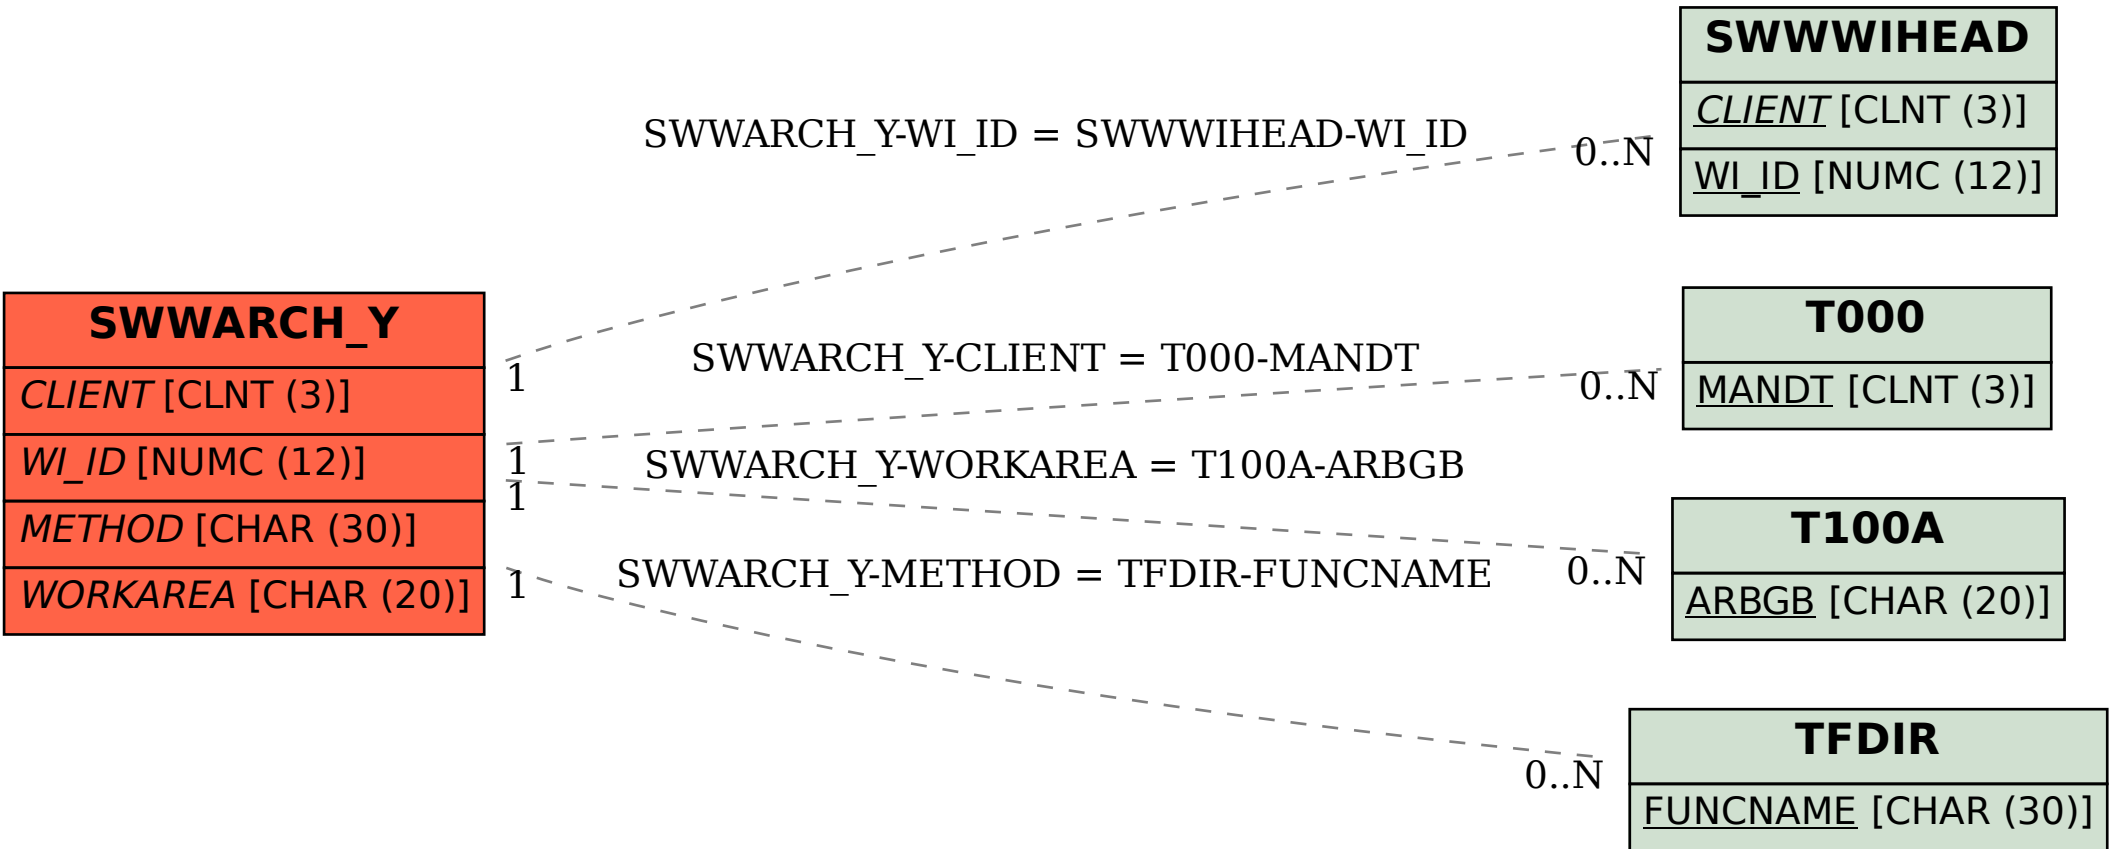 SWWARCH_Y
CLIENT [CLNT (3)]
WI_ID [NUMC (12)]
METHOD [CHAR (30)]
WORKAREA [CHAR (20)]
SWWARCH_Y-WI_ID = SWWWIHEAD-WI_ID
1
0..N
SWWARCH_Y-CLIENT = T000-MANDT
1
0..N
SWWARCH_Y-WORKAREA = T100A-ARBGB
1
0..N
SWWARCH_Y-METHOD = TFDIR-FUNCNAME
1
0..N
SWWWIHEAD
CLIENT [CLNT (3)]
WI_ID [NUMC (12)]
T000
MANDT [CLNT (3)]
T100A
ARBGB [CHAR (20)]
TFDIR
FUNCNAME [CHAR (30)]